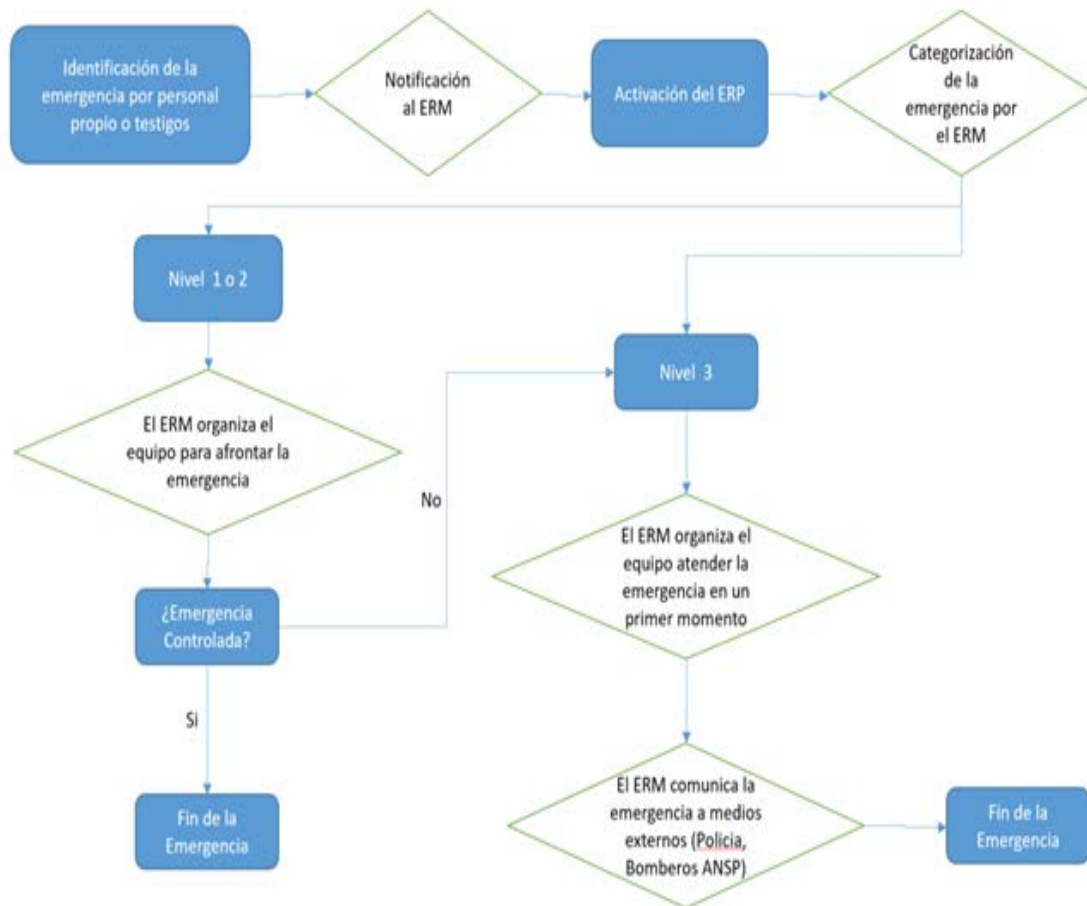 Identificación de la
emergencia por personal
propio o testigos
Notificación
al ERM
Activación del ERP
Categorización
de la
emergencia por
el ERM
Nivel 1 o 2
Nivel 3
El ERM organiza el
equipo para afrontar la
emergencia
No
El ERM organiza el
equipo atender la
emergencia en un
primer momento
¿Emergencia
Controlada?
Si
El ERM comunica la
emergencia a medios
externos (Policia,
Bomberos ANSP)
Fin de la
Emergencia
Fin de la
Emergencia